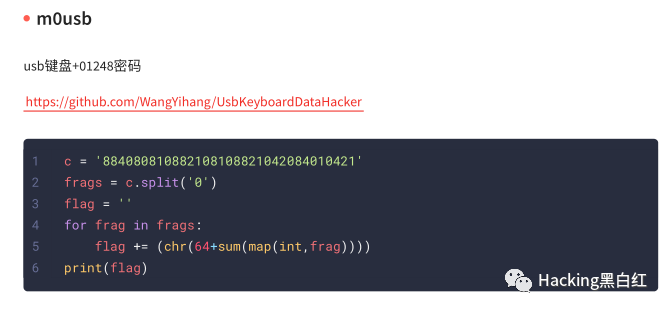 m0usb
usb键盘+01248密码
https://github.com/WangYihang/UsbKeyboardDataHacker
1 c = '884080810882108108821042084010421'
2 frags = c.split('0')
3 flag = ''
4 for frag in frags:
5     flag += (chr(64+sum(map(int,frag))))
6 print(flag)
Hacking黑白红